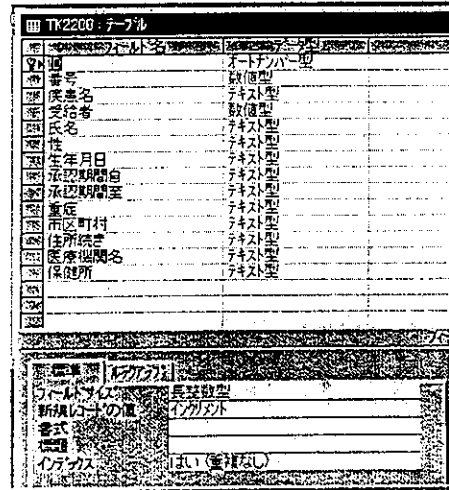 TK2200 : テーブル
フィールド名 データ型
オートナンバー型
番号 数値型
疾患名 テキスト型
受給者 数値型
氏名 テキスト型
性 テキスト型
生年月日 テキスト型
承認期間自 テキスト型
承認期間至 テキスト型
重症 テキスト型
市区町村 テキスト型
住所続き テキスト型
医療機関名 テキスト型
保健所 テキスト型
標準 ルックアップ
フィールドサイズ 長整数型
新規レコードの値 インクリメント
書式
標題
インデックス はい (重複なし)